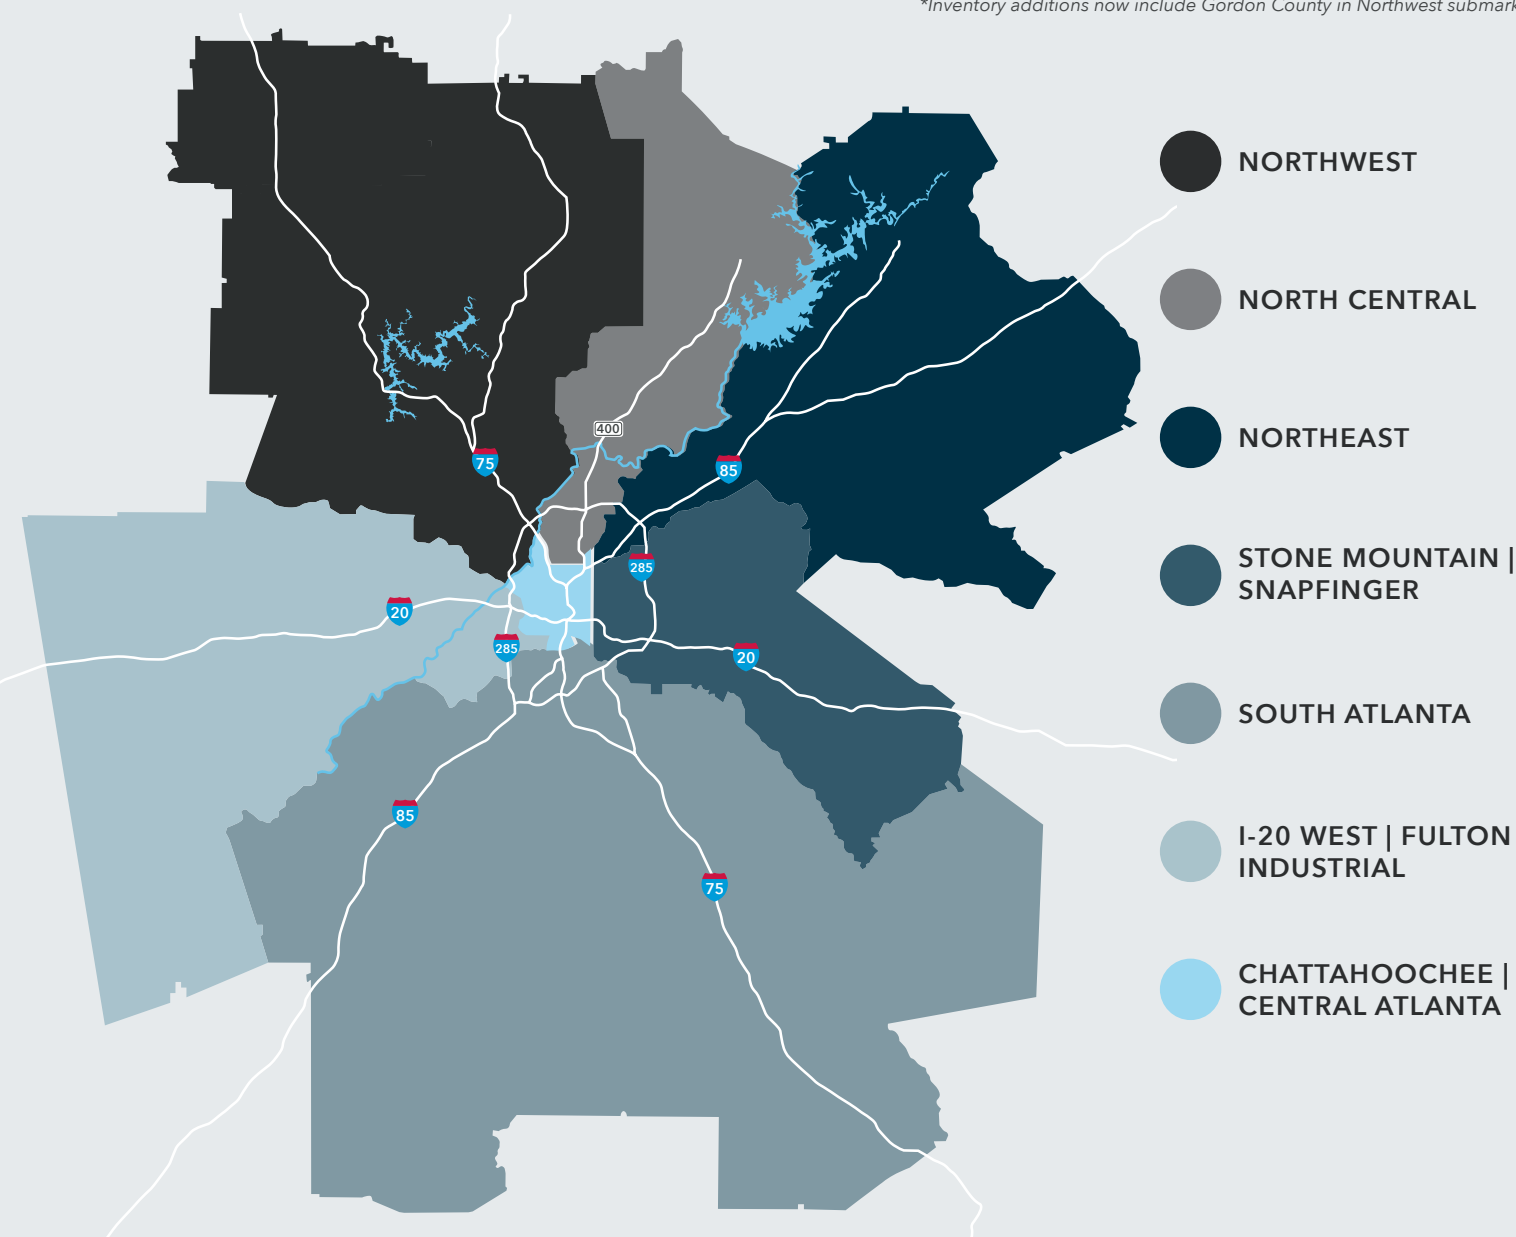 *Inventory additions now include Gordon County in Northwest submark
NORTHWEST
NORTH CENTRAL
NORTHEAST
STONE MOUNTAIN |
SNAPFINGER
SOUTH ATLANTA
I-20 WEST | FULTON
INDUSTRIAL
CHATTAHOOCHEE |
CENTRAL ATLANTA
400
75
85
285
20
285
20
85
75